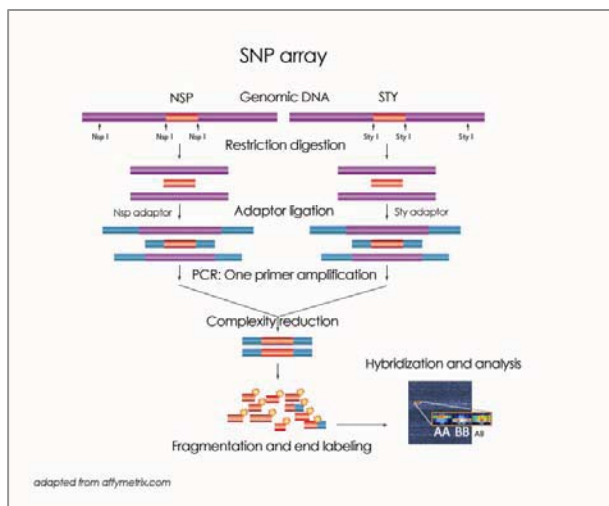 SNP array
NSP Genomic DNA STY
Nsp I Nsp I Nsp I Sty I Sty I Sty I
Restriction digestion
Nsp adaptor Adaptor ligation Sty adaptor
PCR: One primer amplification
Complexity reduction
Hybridization and analysis
AA BB AB
Fragmentation and end labeling
adapted from affymetrix.com